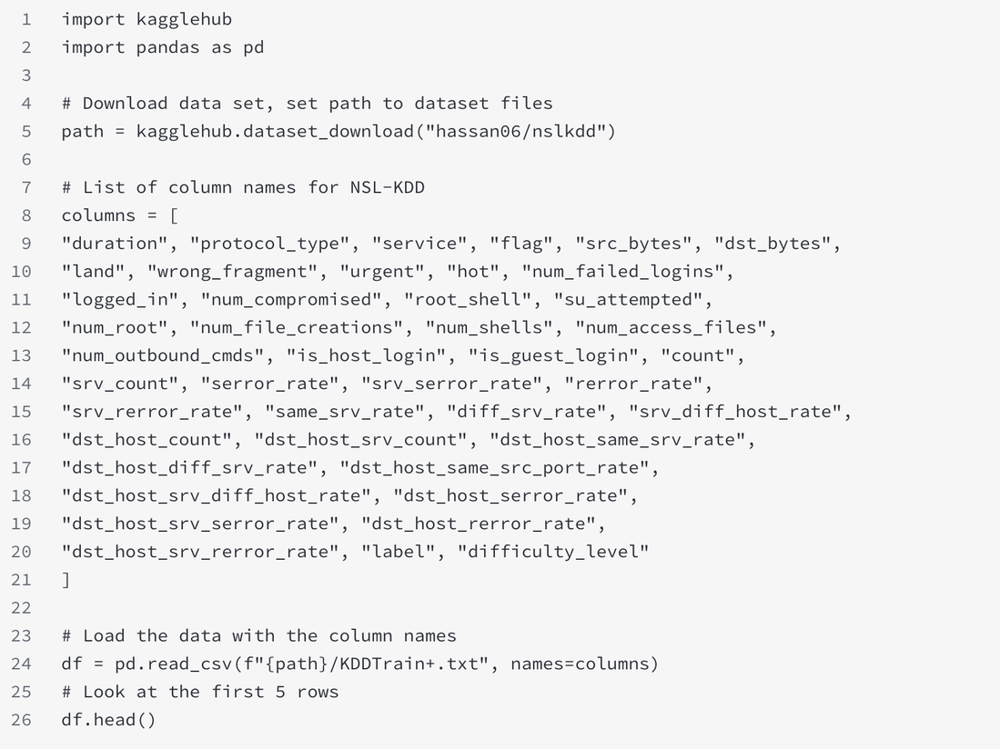 1 import kagglehub
2 import pandas as pd
3
4 # Download data set, set path to dataset files
5 path = kagglehub.dataset_download("hassan06/nslkdd")
6
7 # List of column names for NSL-KDD
8 columns = [
9 "duration", "protocol_type", "service", "flag", "src_bytes", "dst_bytes",
10 "land", "wrong_fragment", "urgent", "hot", "num_failed_logins",
11 "logged_in", "num_compromised", "root_shell", "su_attempted",
12 "num_root", "num_file_creations", "num_shells", "num_access_files",
13 "num_outbound_cmds", "is_host_login", "is_guest_login", "count",
14 "srv_count", "serror_rate", "srv_serror_rate", "rerror_rate",
15 "srv_rerror_rate", "same_srv_rate", "diff_srv_rate", "srv_diff_host_rate",
16 "dst_host_count", "dst_host_srv_count", "dst_host_same_srv_rate",
17 "dst_host_diff_srv_rate", "dst_host_same_src_port_rate",
18 "dst_host_srv_diff_host_rate", "dst_host_serror_rate",
19 "dst_host_srv_serror_rate", "dst_host_rerror_rate",
20 "dst_host_srv_rerror_rate", "label", "difficulty_level"
21 ]
22
23 # Load the data with the column names
24 df = pd.read_csv(f"{path}/KDDTrain+.txt", names=columns)
25 # Look at the first 5 rows
26 df.head()